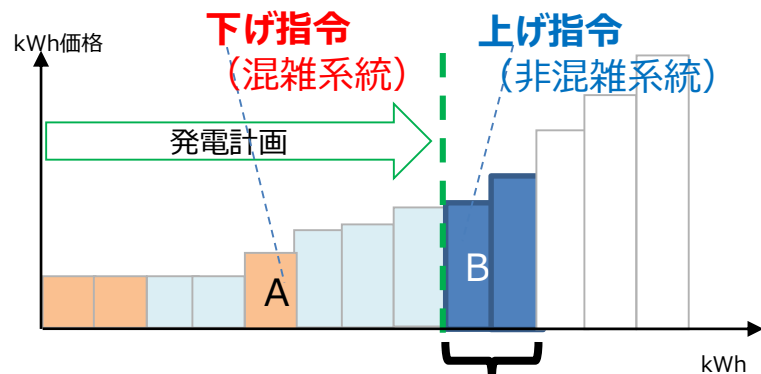 kWh価格
下げ指令
（混雑系統）
上げ指令
（非混雑系統）
発電計画
A
B
kWh